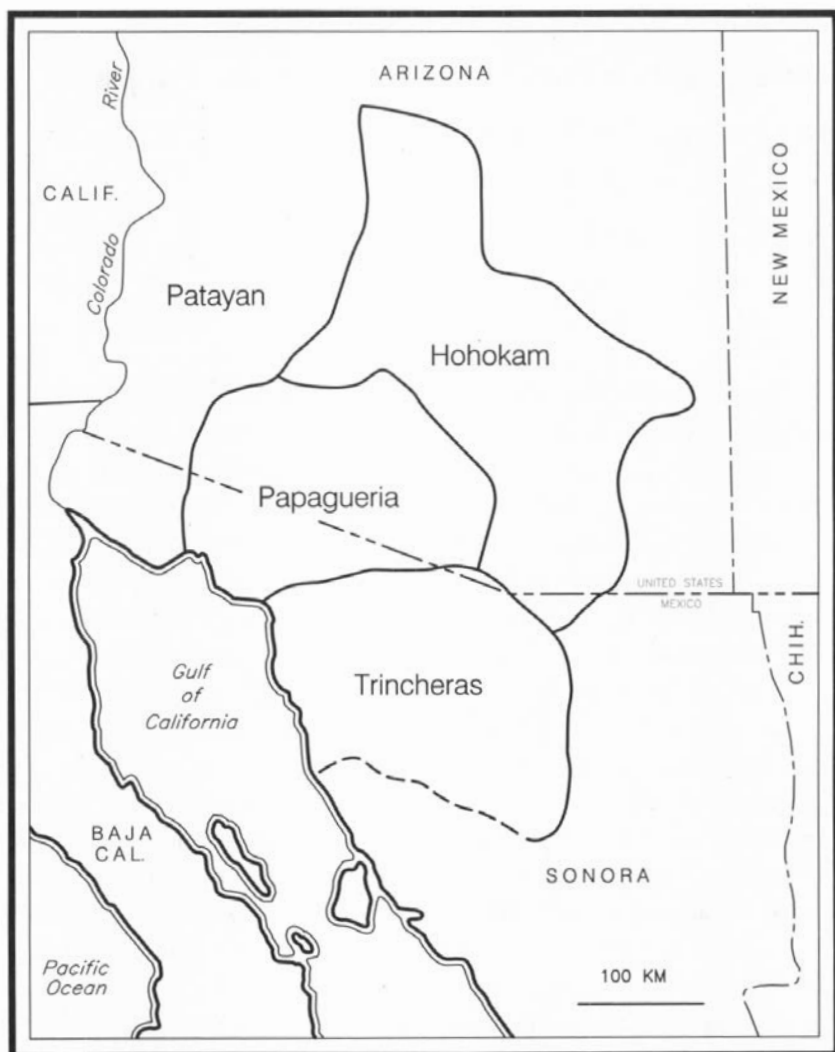 ARIZONA
River
Colorado
CALIF.
NEW MEXICO
Patayan
Hohokam
Papagueria
UNITED STATES
MEXICO
CHIH.
Trincheras
Gulf
of
California
BAJA
CAL.
SONORA
Pacific
Ocean
100 KM